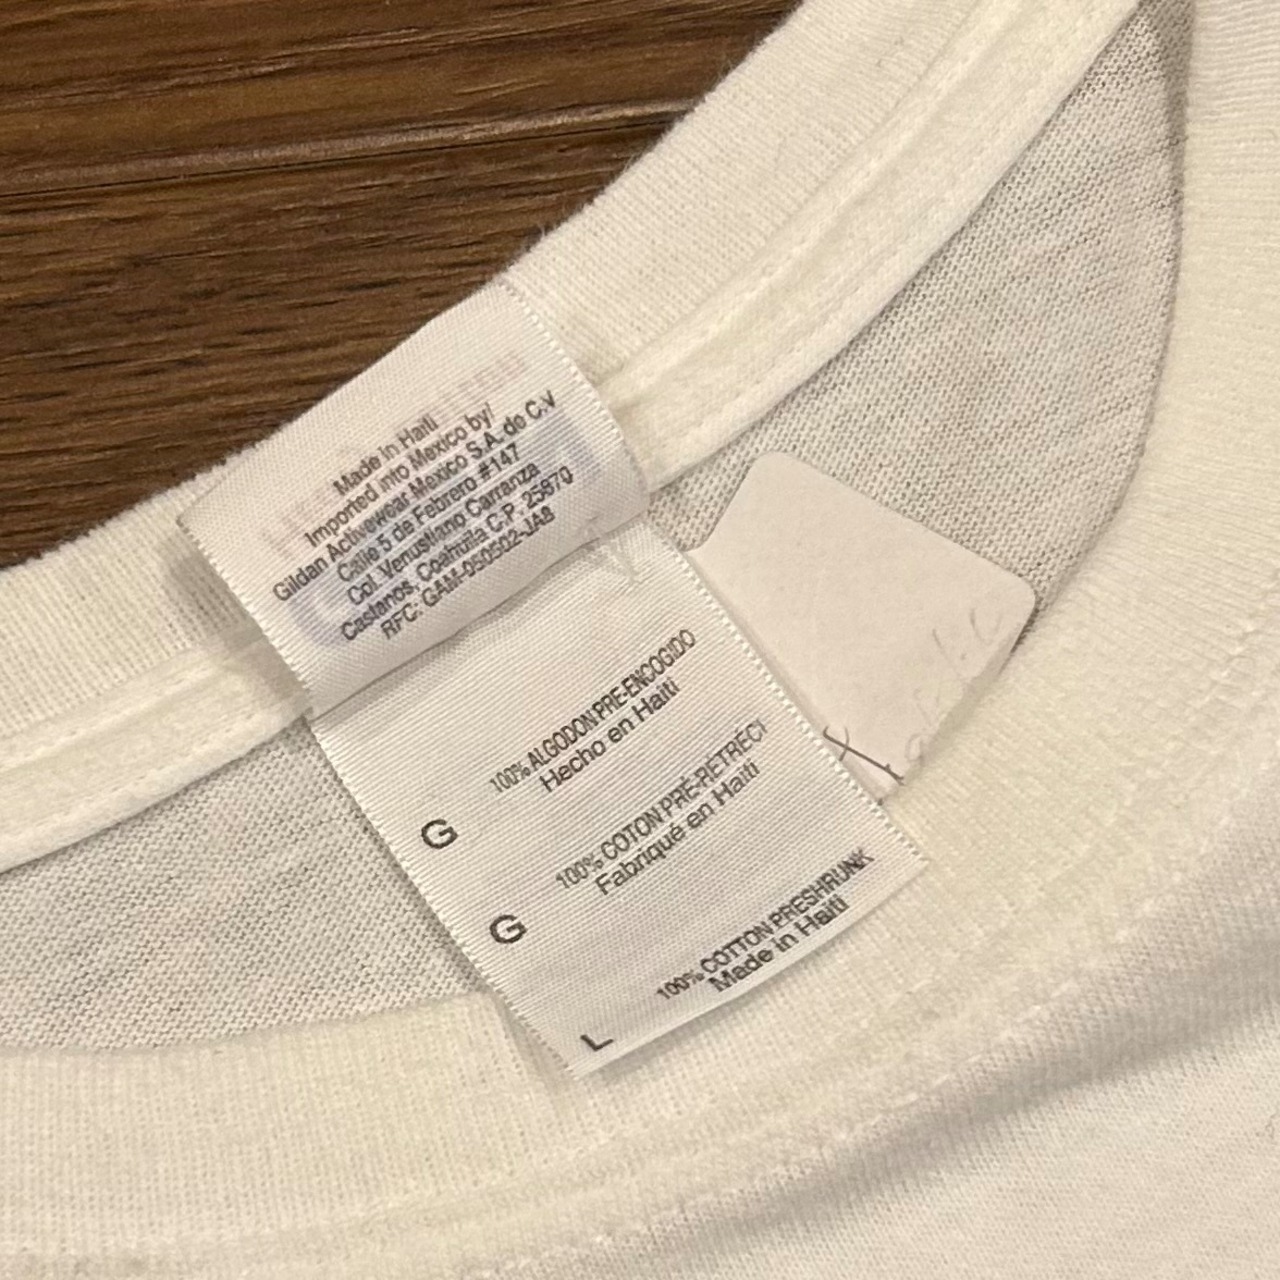 Made in Haiti
Imported into Mexico by/
Gildan Activewear Mexico S.A. de C.V
Calle 5 de Febrero #147
Col. Venustiano Carranza
Castanos, Coahuila C.P. 25870
RFC: GAM-050502-JA8
100% ALGODON PRE-ENCOGIDO
Hecho en Haiti
G
100% COTON PRÉ-RÉTRÉCI
Fabriqué en Haiti
G
100% COTTON PRESHRUNK
Made in Haiti
L